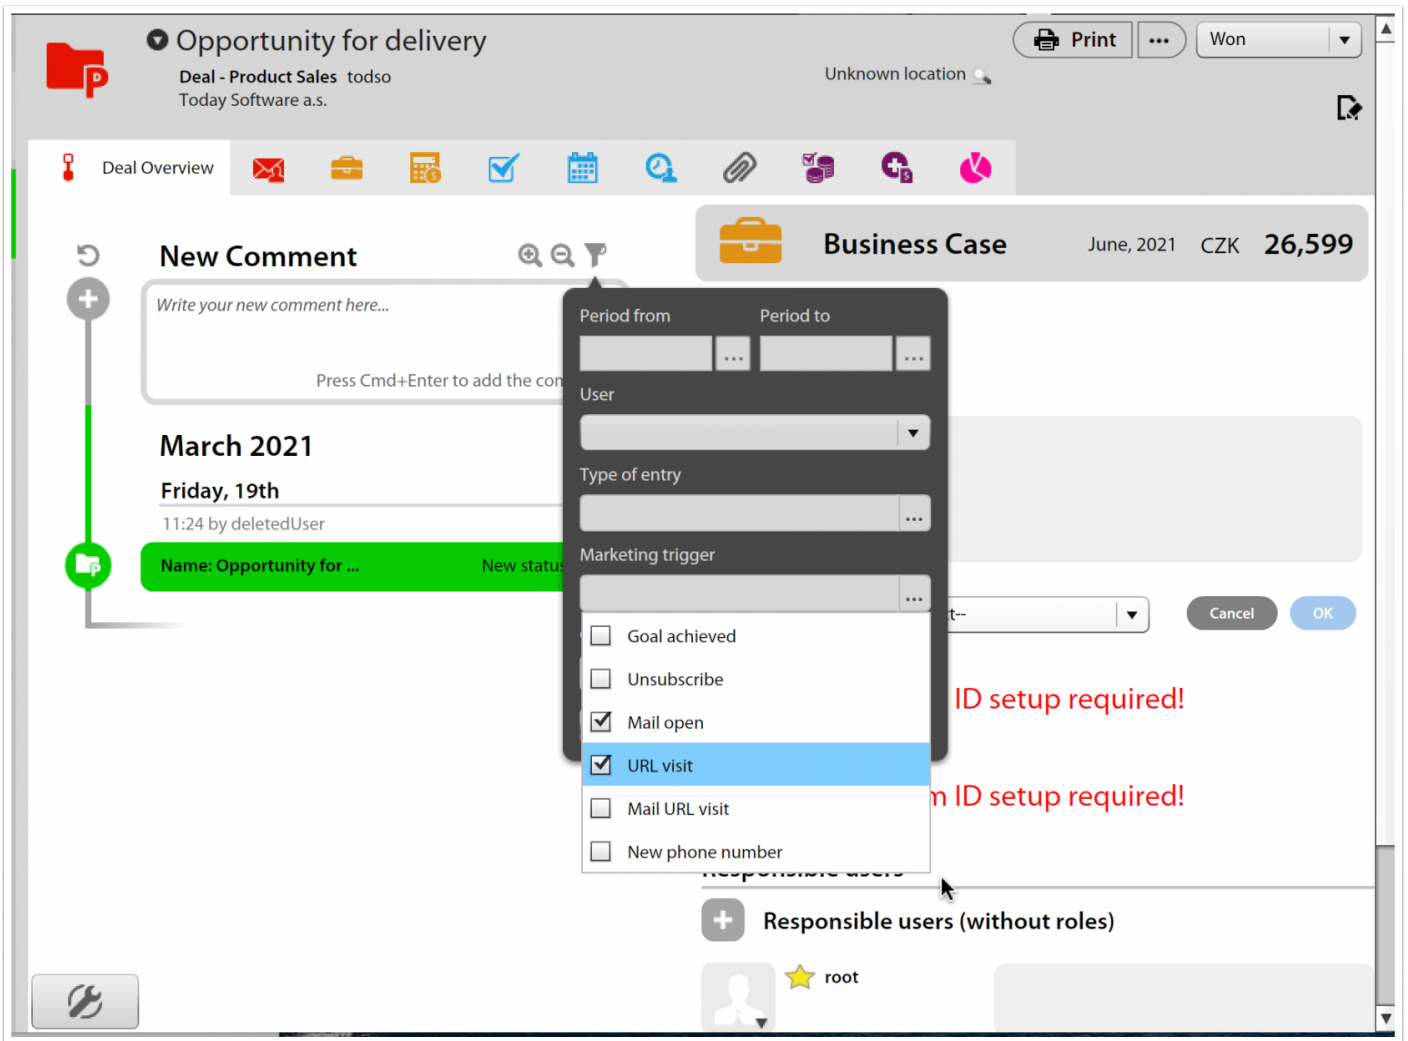 Opportunity for delivery
Deal - Product Sales todso
Today Software a.s.
Unknown location
Print
...
Won
Deal Overview
New Comment
Write your new comment here...
Press Cmd+Enter to add the con
Business Case
June, 2021 CZK 26,599
Period from
Period to
...
...
User
Type of entry
...
Marketing trigger
...
Goal achieved
Unsubscribe
Mail open
URL visit
Mail URL visit
New phone number
March 2021
Friday, 19th
11:24 by deletedUser
Name: Opportunity for ...
New status
t--
Cancel
OK
ID setup required!
m ID setup required!
Responsible users
Responsible users (without roles)
root